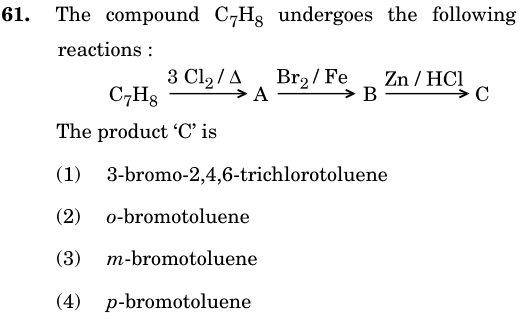 61. The compound C₇H₈ undergoes the following
reactions :
C₇H₈ 3 Cl₂ / Δ → A Br₂ / Fe → B Zn / HCl → C
The product ‘C’ is
(1) 3-bromo-2,4,6-trichlorotoluene
(2) o-bromotoluene
(3) m-bromotoluene
(4) p-bromotoluene